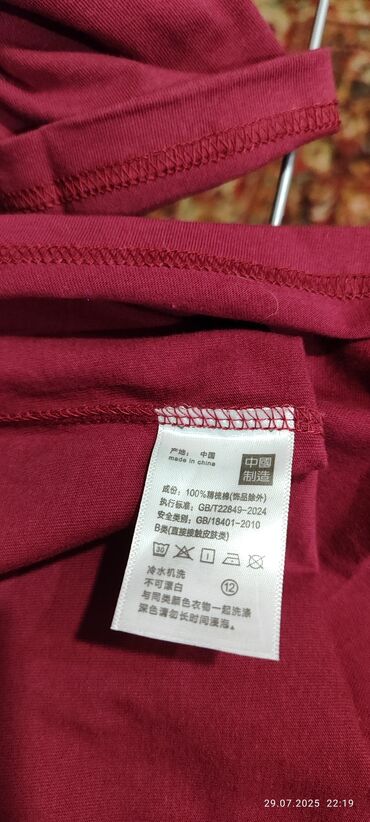 产地：中国
made in china
中國
制造
成份：100%精梳棉(饰品除外)
执行标准：GB/T22849-2024
安全类别：GB/18401-2010
B类(直接接触皮肤类)
30
冷水机洗
不可漂白
与同类颜色衣物一起洗涤
深色请勿长时间浸泡。
12
29.07.2025 22:19